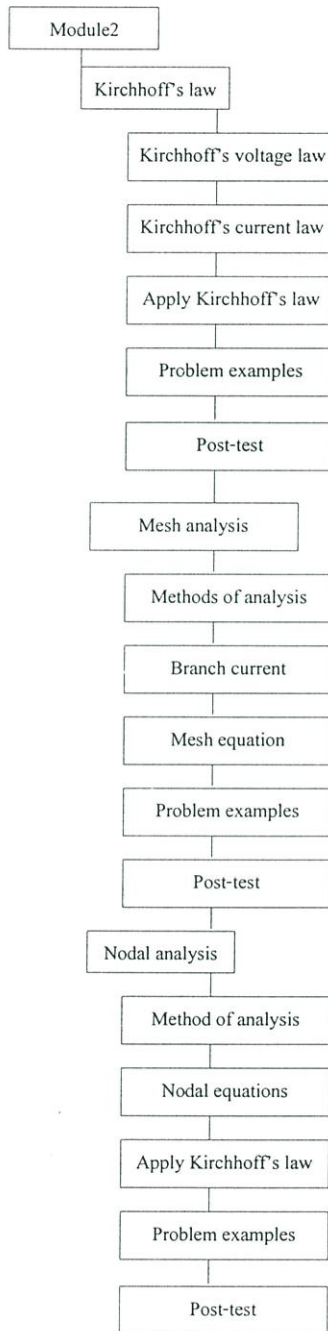 Module2
Kirchhoff's law
Kirchhoff's voltage law
Kirchhoff's current law
Apply Kirchhoff's law
Problem examples
Post-test
Mesh analysis
Methods of analysis
Branch current
Mesh equation
Problem examples
Post-test
Nodal analysis
Method of analysis
Nodal equations
Apply Kirchhoff's law
Problem examples
Post-test